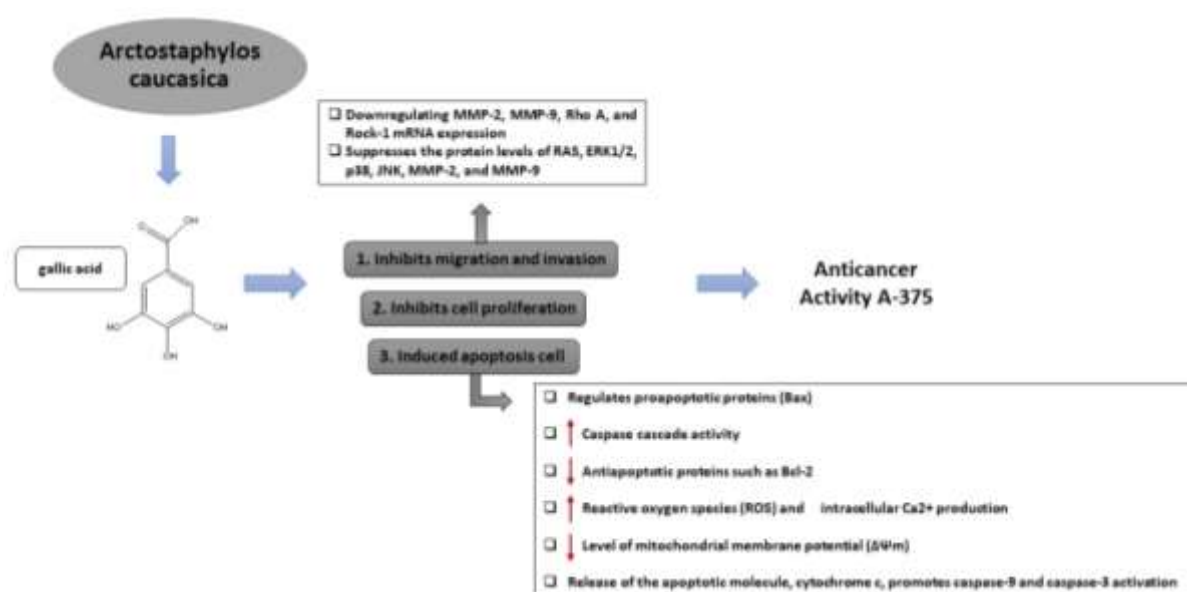 Arctostaphylos
caucasica
❑ Downregulating MMP-2, MMP-9, Rho A, and
Rock-1 mRNA expression
❑ Suppresses the protein levels of RAS, ERK1/2,
p38, JNK, MMP-2, and MMP-9
O
OH
gallic acid
HO
OH
OH
1. Inhibits migration and invasion
2. Inhibits cell proliferation
3. Induced apoptosis cell
Anticancer
Activity A-375
❑ Regulates proapoptotic proteins (Bax)
❑ ↑ Caspase cascade activity
❑ ↓ Antiapoptotic proteins such as Bcl-2
❑ ↑ Reactive oxygen species (ROS) and intracellular Ca2+ production
❑ ↓ Level of mitochondrial membrane potential (ΔΨm)
❑ Release of the apoptotic molecule, cytochrome c, promotes caspase-9 and caspase-3 activation